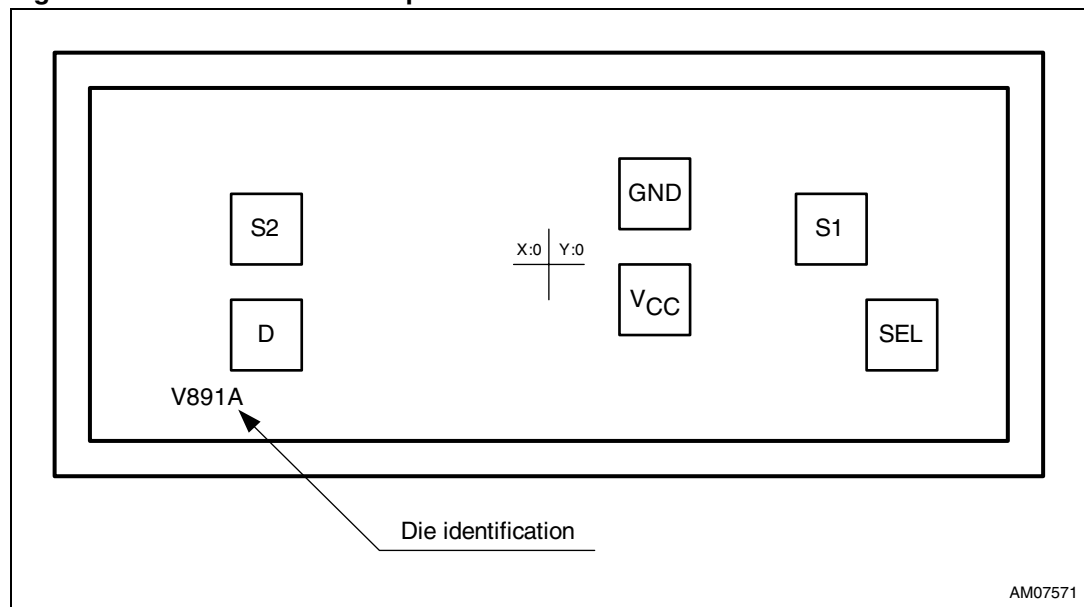 GND
S2
S1
X:0 Y:0
VCC
D
SEL
V891A
Die identification
AM07571